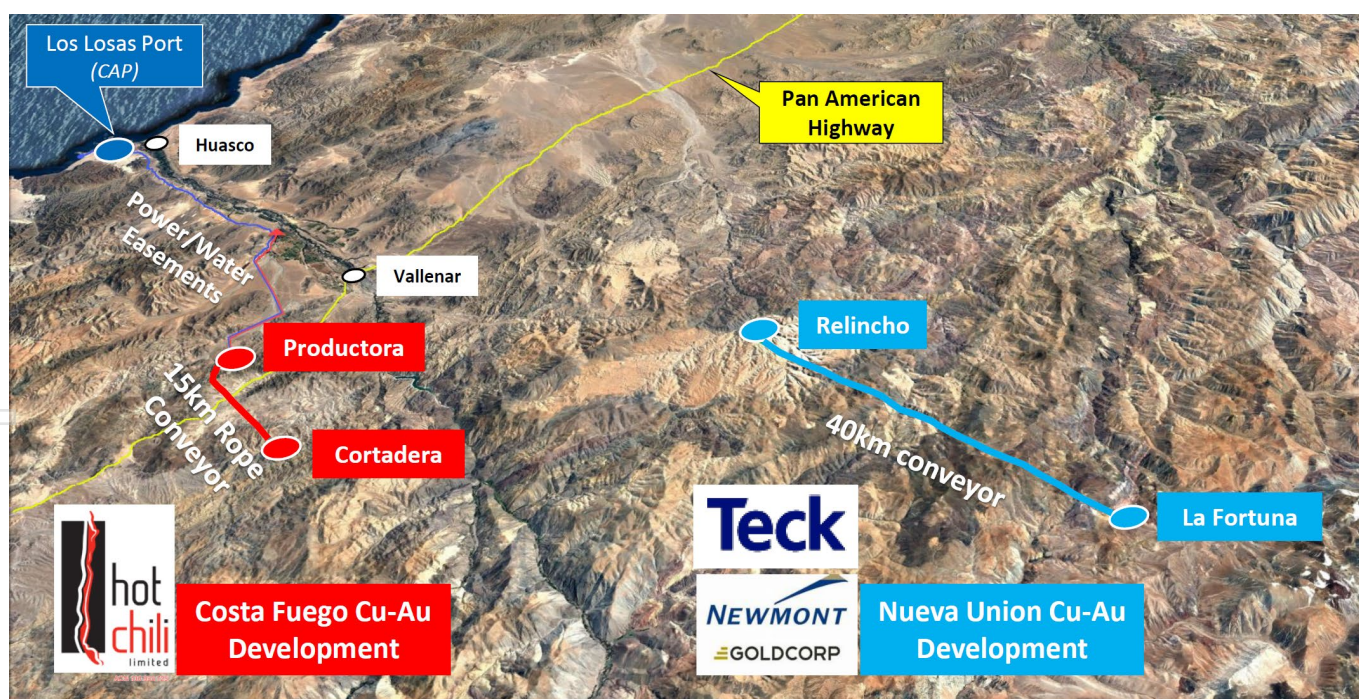 Los Losas Port
(CAP)
Huasco
Pan American
Highway
Power/Water
Easements
Vallenar
Productora
Relincho
15km Rope
Conveyor
Cortadera
40km conveyor
La Fortuna
hot
chili
limited
Costa Fuego Cu-Au
Development
Teck
NEWMONT
GOLDCORP
Nueva Union Cu-Au
Development